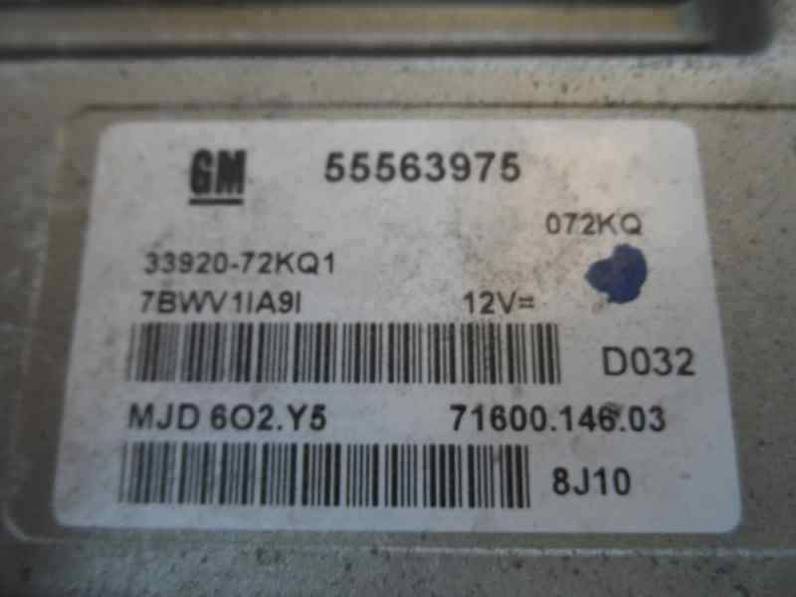 GM 55563975
072KQ
33920-72KQ1
7BWV1IA9I 12V=
D032
MJD 6O2.Y5 71600.146.03
8J10